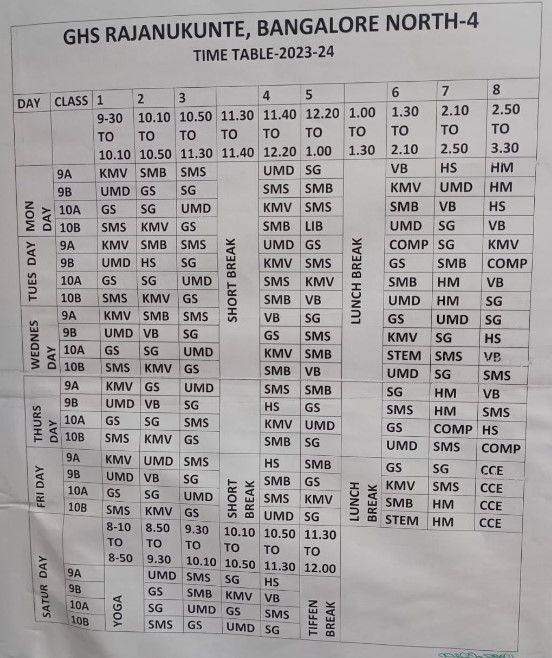 GHS RAJANUKUNTE, BANGALORE NORTH-4
TIME TABLE-2023-24
DAY CLASS 1 2 3 4 5 6 7 8
9-30 10.10 10.50 11.30 11.40 12.20 1.00 1.30 2.10 2.50
TO TO TO TO TO TO TO TO TO TO
10.10 10.50 11.30 11.40 12.20 1.00 1.30 2.10 2.50 3.30
MON DAY
9A KMV SMB SMS UMD SG VB HS HM
9B UMD GS SG SMS SMB KMV UMD HM
10A GS SG UMD KMV SMS SMB VB HS
10B SMS KMV GS SMB LIB UMD SG VB
TUES DAY
9A KMV SMB SMS UMD GS COMP SG KMV
9B UMD HS SG KMV SMS GS SMB COMP
10A GS SG UMD SMS KMV SMB HM VB
10B SMS KMV GS SMB VB UMD HM SG
SHORT BREAK
LUNCH BREAK
WEDNES DAY
9A KMV SMB SMS VB SG GS UMD SG
9B UMD VB SG GS SMS KMV SG HS
10A GS SG UMD KMV SMB STEM SMS VB
10B SMS KMV GS SMB VB UMD SG SMS
THURS DAY
9A KMV GS UMD SMS SMB SG HM VB
9B UMD VB SG HS GS SMS HM SMS
10A GS SG SMS KMV UMD GS COMP HS
10B SMS KMV GS SMB SG UMD SMS COMP
FRI DAY
9A KMV UMD SMS HS SMB GS SG CCE
9B UMD VB SG SMB GS KMV SMS CCE
10A GS SG UMD SMS KMV SMB HM CCE
10B SMS KMV GS UMD SG STEM HM CCE
SHORT BREAK
LUNCH BREAK
SATUR DAY
8-10 8.50 9.30 10.10 10.50 11.30
TO TO TO TO TO TO
8-50 9.30 10.10 10.50 11.30 12.00
9A UMD SMS SG HS
9B GS SMB KMV VB
10A SG UMD GS SMS
10B SMS GS UMD SG
YOGA
TIFFEN BREAK